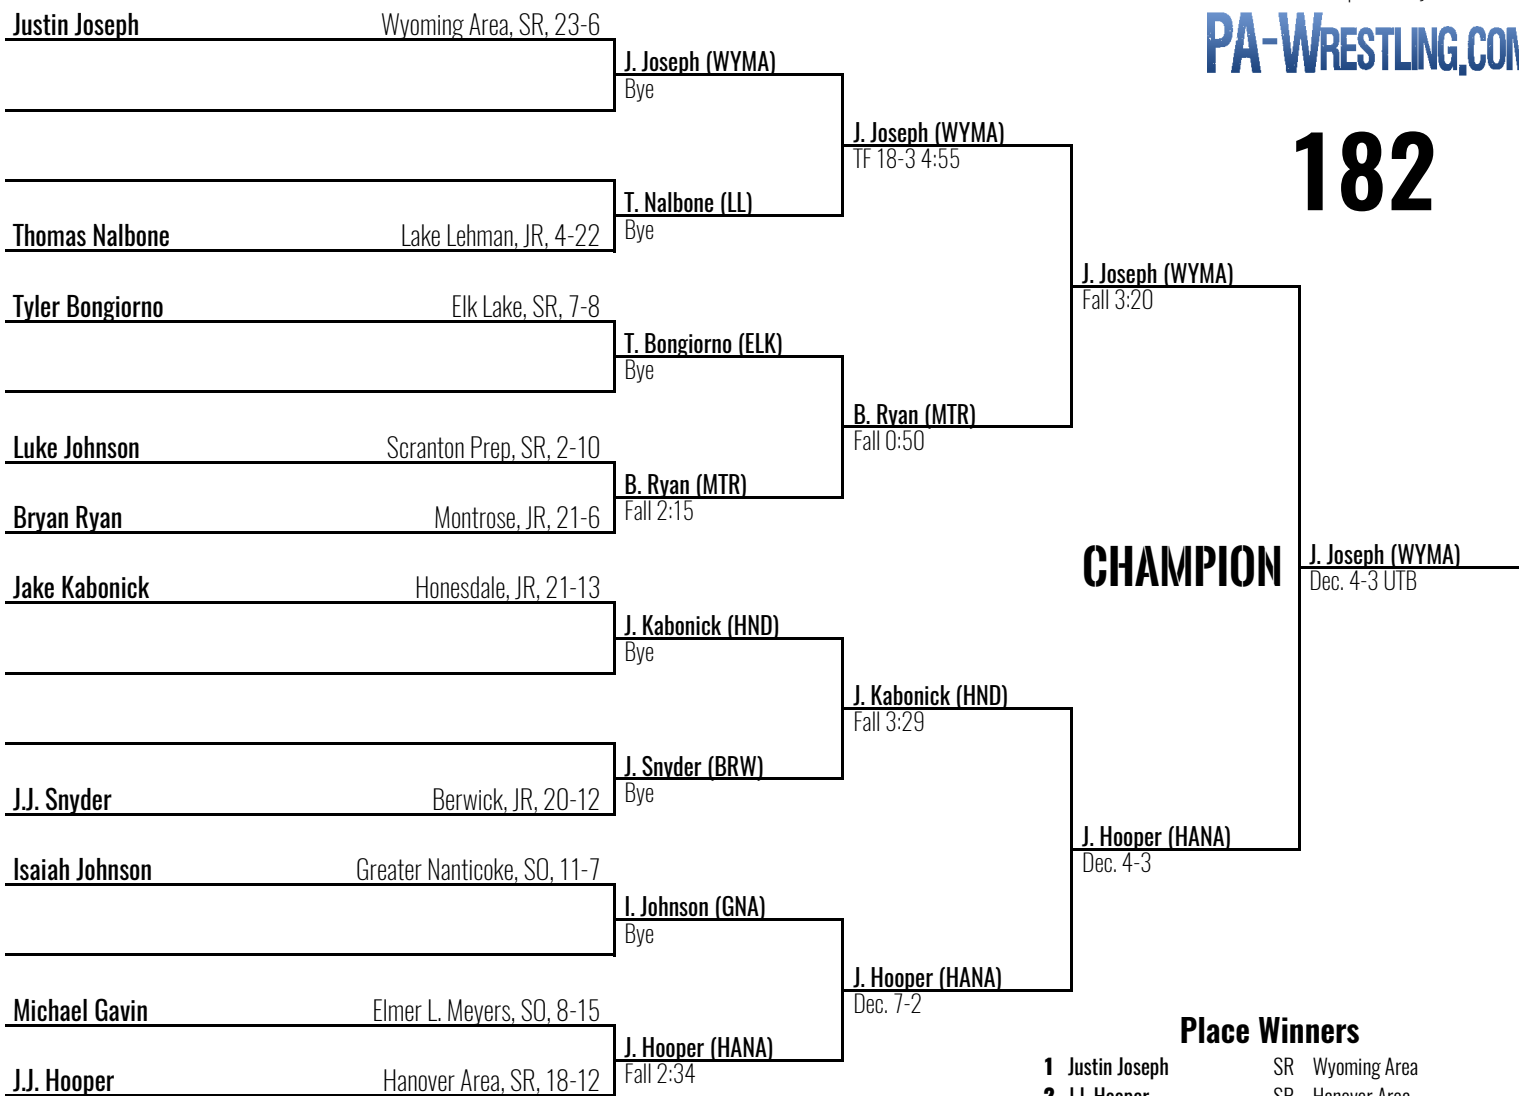 Justin Joseph Wyoming Area, SR, 23-6
J. Joseph (WYMA)
Bye
PA-WRESTLING.COM
J. Joseph (WYMA)
TF 18-3 4:55
182
T. Nalbone (LL)
Thomas Nalbone Lake Lehman, JR, 4-22
Bye
J. Joseph (WYMA)
Fall 3:20
Tyler Bongiorno Elk Lake, SR, 7-8
T. Bongiorno (ELK)
Bye
B. Ryan (MTR)
Fall 0:50
Luke Johnson Scranton Prep, SR, 2-10
B. Ryan (MTR)
Fall 2:15
Bryan Ryan Montrose, JR, 21-6
CHAMPION
J. Joseph (WYMA)
Dec. 4-3 UTB
Jake Kabonick Honesdale, JR, 21-13
J. Kabonick (HND)
Bye
J. Kabonick (HND)
Fall 3:29
J. Snyder (BRW)
Bye
J.J. Snyder Berwick, JR, 20-12
J. Hooper (HANA)
Dec. 4-3
Isaiah Johnson Greater Nanticoke, SO, 11-7
I. Johnson (GNA)
Bye
J. Hooper (HANA)
Dec. 7-2
Michael Gavin Elmer L. Meyers, SO, 8-15
J. Hooper (HANA)
Fall 2:34
J.J. Hooper Hanover Area, SR, 18-12
Place Winners
1 Justin Joseph SR Wyoming Area
2 J.J. Hooper SR Hanover Area